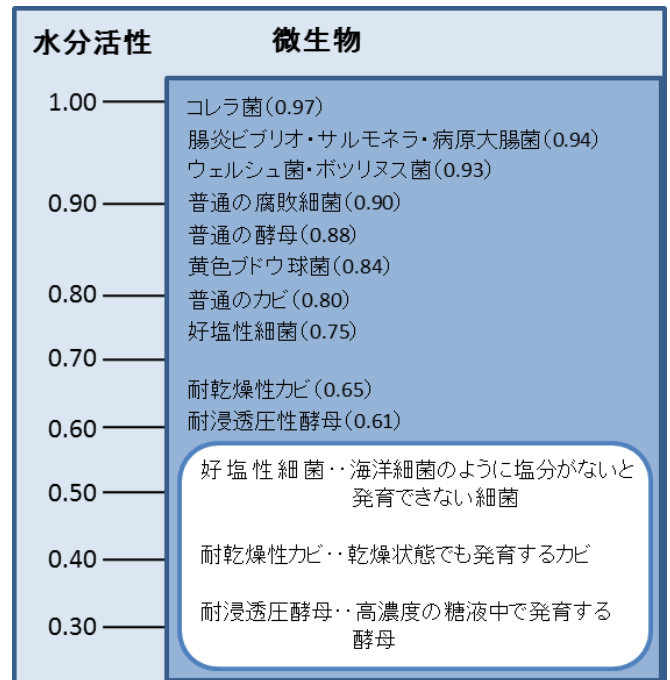 水分活性 微生物
1.00
コレラ菌(0.97)
腸炎ビブリオ・サルモネラ・病原大腸菌(0.94)
ウェルシュ菌・ボツリヌス菌(0.93)
0.90
普通の腐敗細菌(0.90)
普通の酵母(0.88)
黄色ブドウ球菌(0.84)
0.80
普通のカビ(0.80)
好塩性細菌(0.75)
0.70
耐乾燥性カビ(0.65)
0.60
耐浸透圧性酵母(0.61)
好塩性細菌‥海洋細菌のように塩分がないと
0.50
発育できない細菌
0.40
耐乾燥性カビ‥乾燥状態でも発育するカビ
耐浸透圧酵母‥高濃度の糖液中で発育する
0.30
酵母